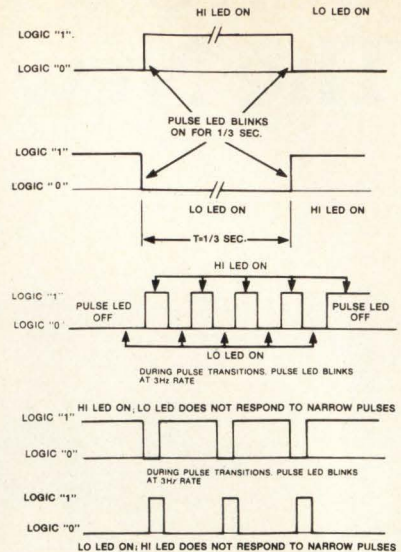 HI LED ON LO LED ON
LOGIC "1".
LOGIC "0"
PULSE LED BLINKS
ON FOR 1/3 SEC.
LOGIC "1"
LOGIC "0"
LO LED ON HI LED ON
T=1/3 SEC.
HI LED ON
LOGIC "1"
PULSE LED
OFF
PULSE LED
OFF
LOGIC "0"
LO LED ON
DURING PULSE TRANSITIONS. PULSE LED BLINKS
AT 3Hz RATE
HI LED ON; LO LED DOES NOT RESPOND TO NARROW PULSES
LOGIC "1"
LOGIC "0"
DURING PULSE TRANSITIONS. PULSE LED BLINKS
AT 3Hz RATE
LOGIC "1"
LOGIC "0"
LO LED ON; HI LED DOES NOT RESPOND TO NARROW PULSES